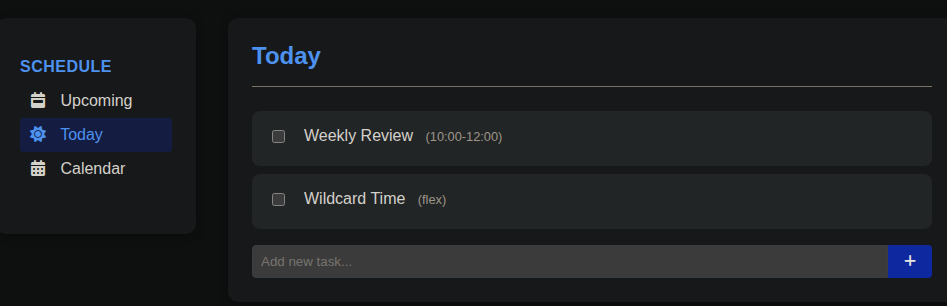 SCHEDULE
Upcoming
Today
Calendar
Today
Weekly Review (10:00-12:00)
Wildcard Time (flex)
Add new task...
+